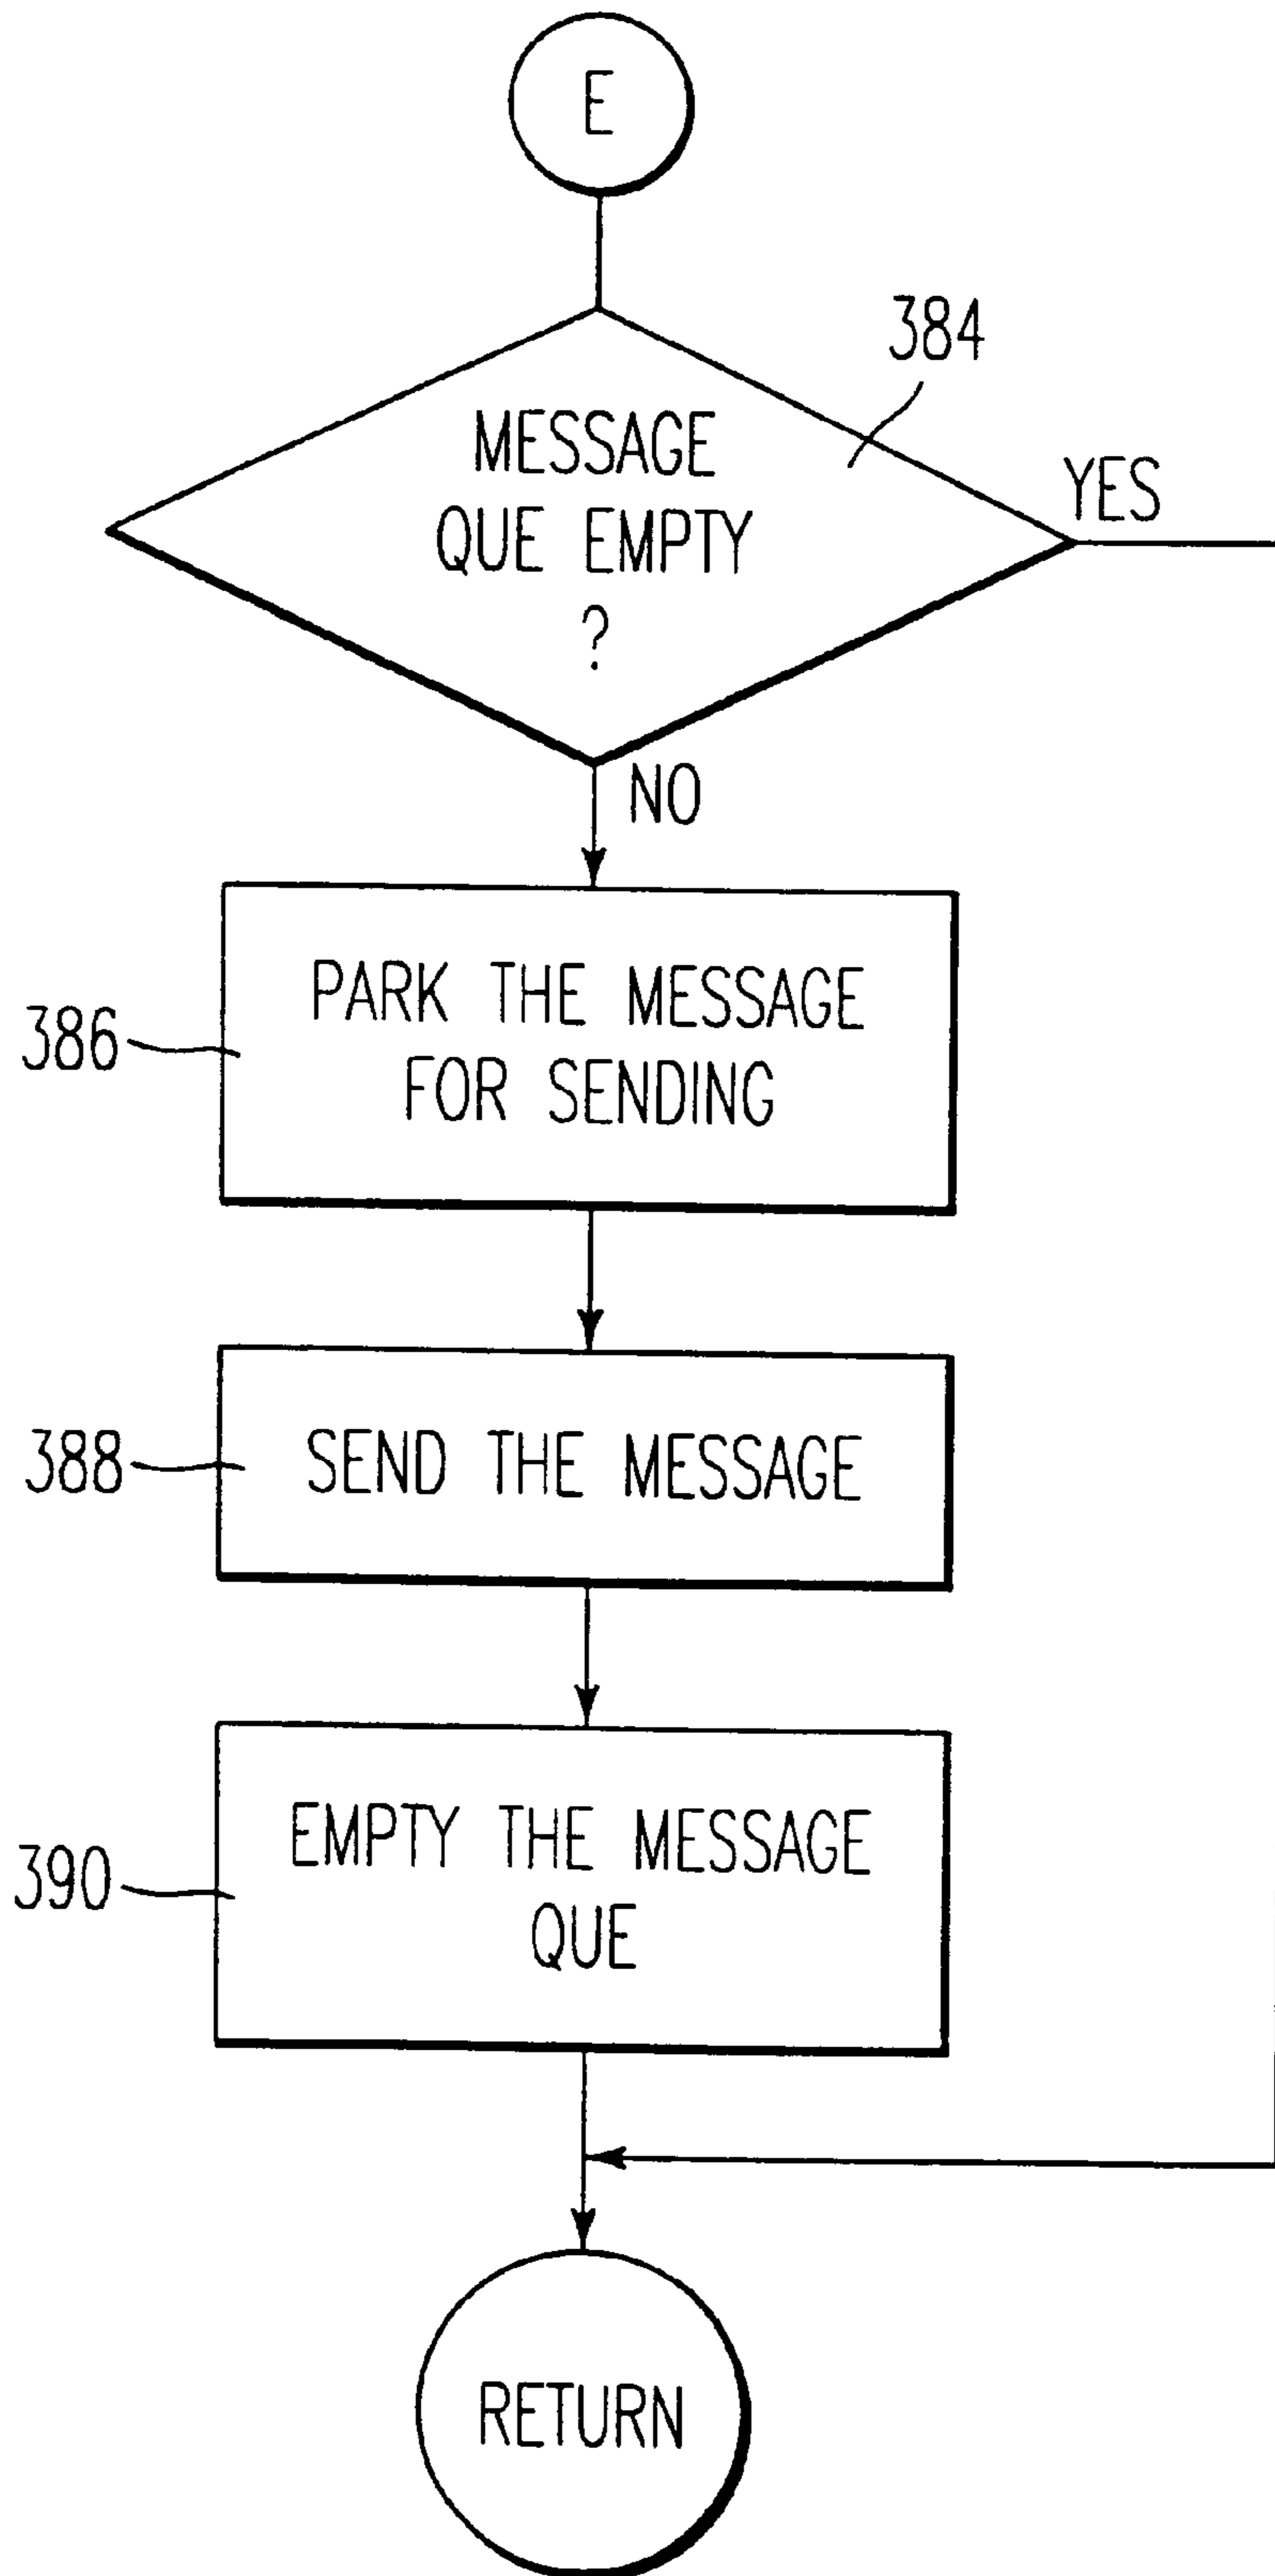 E
384
MESSAGE
QUE EMPTY
?
YES
NO
386
PARK THE MESSAGE
FOR SENDING
388
SEND THE MESSAGE
390
EMPTY THE MESSAGE
QUE
RETURN